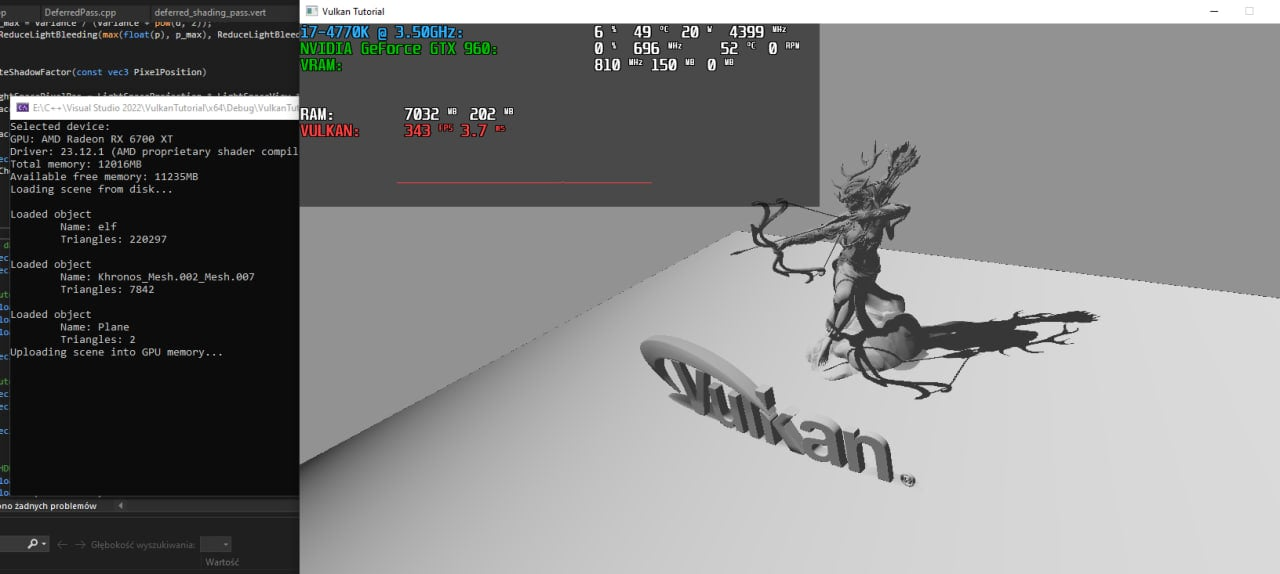 DeferredPass.cpp
deferred_shading_pass.vert
_max = Variance / (Variance + pow(d, 2));
ReduceLightBleeding(max(float(p), p_max), ReduceLightBlee
teShadowFactor(const vec3 PixelPosition)
E:\C++\Visual Studio 2022\VulkanTutorial\x64\Debug\VulkanTut
Selected device:
GPU: AMD Radeon RX 6700 XT
Driver: 23.12.1 (AMD proprietary shader compil
Total memory: 12016MB
Available free memory: 11235MB
Loading scene from disk...
Loaded object
Name: elf
Triangles: 220297
Loaded object
Name: Khronos_Mesh.002_Mesh.007
Triangles: 7842
Loaded object
Name: Plane
Triangles: 2
Uploading scene into GPU memory...
ono żadnych problemów
Głębokość wyszukiwania:
Wartość
Vulkan Tutorial
i7-4770K @ 3.50GHz: 6 % 49 °C 20 W 4399 MHz
NVIDIA GeForce GTX 960: 0 % 696 MHz 52 °C 0 RPM
VRAM: 810 MHz 150 MB 0 MB
RAM: 7032 MB 202 MB
VULKAN: 343 FPS 3.7 ms
Vulkan